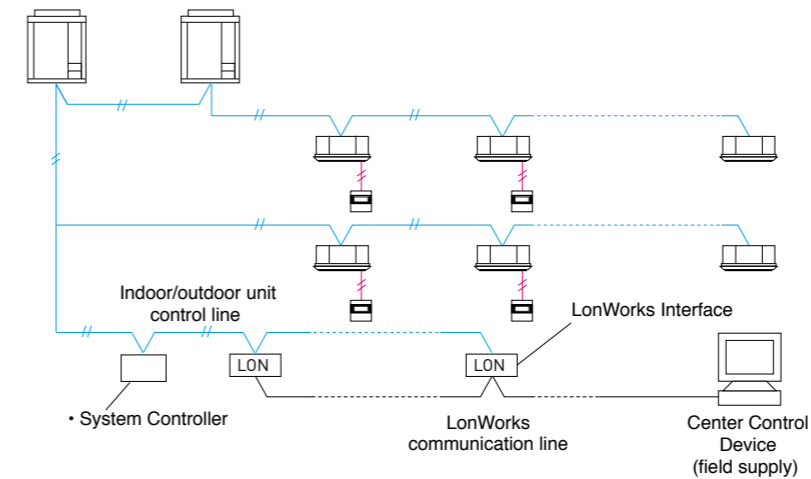 Indoor/outdoor unit
control line
LonWorks Interface
LON
LON
• System Controller
LonWorks
communication line
Center Control
Device
(field supply)